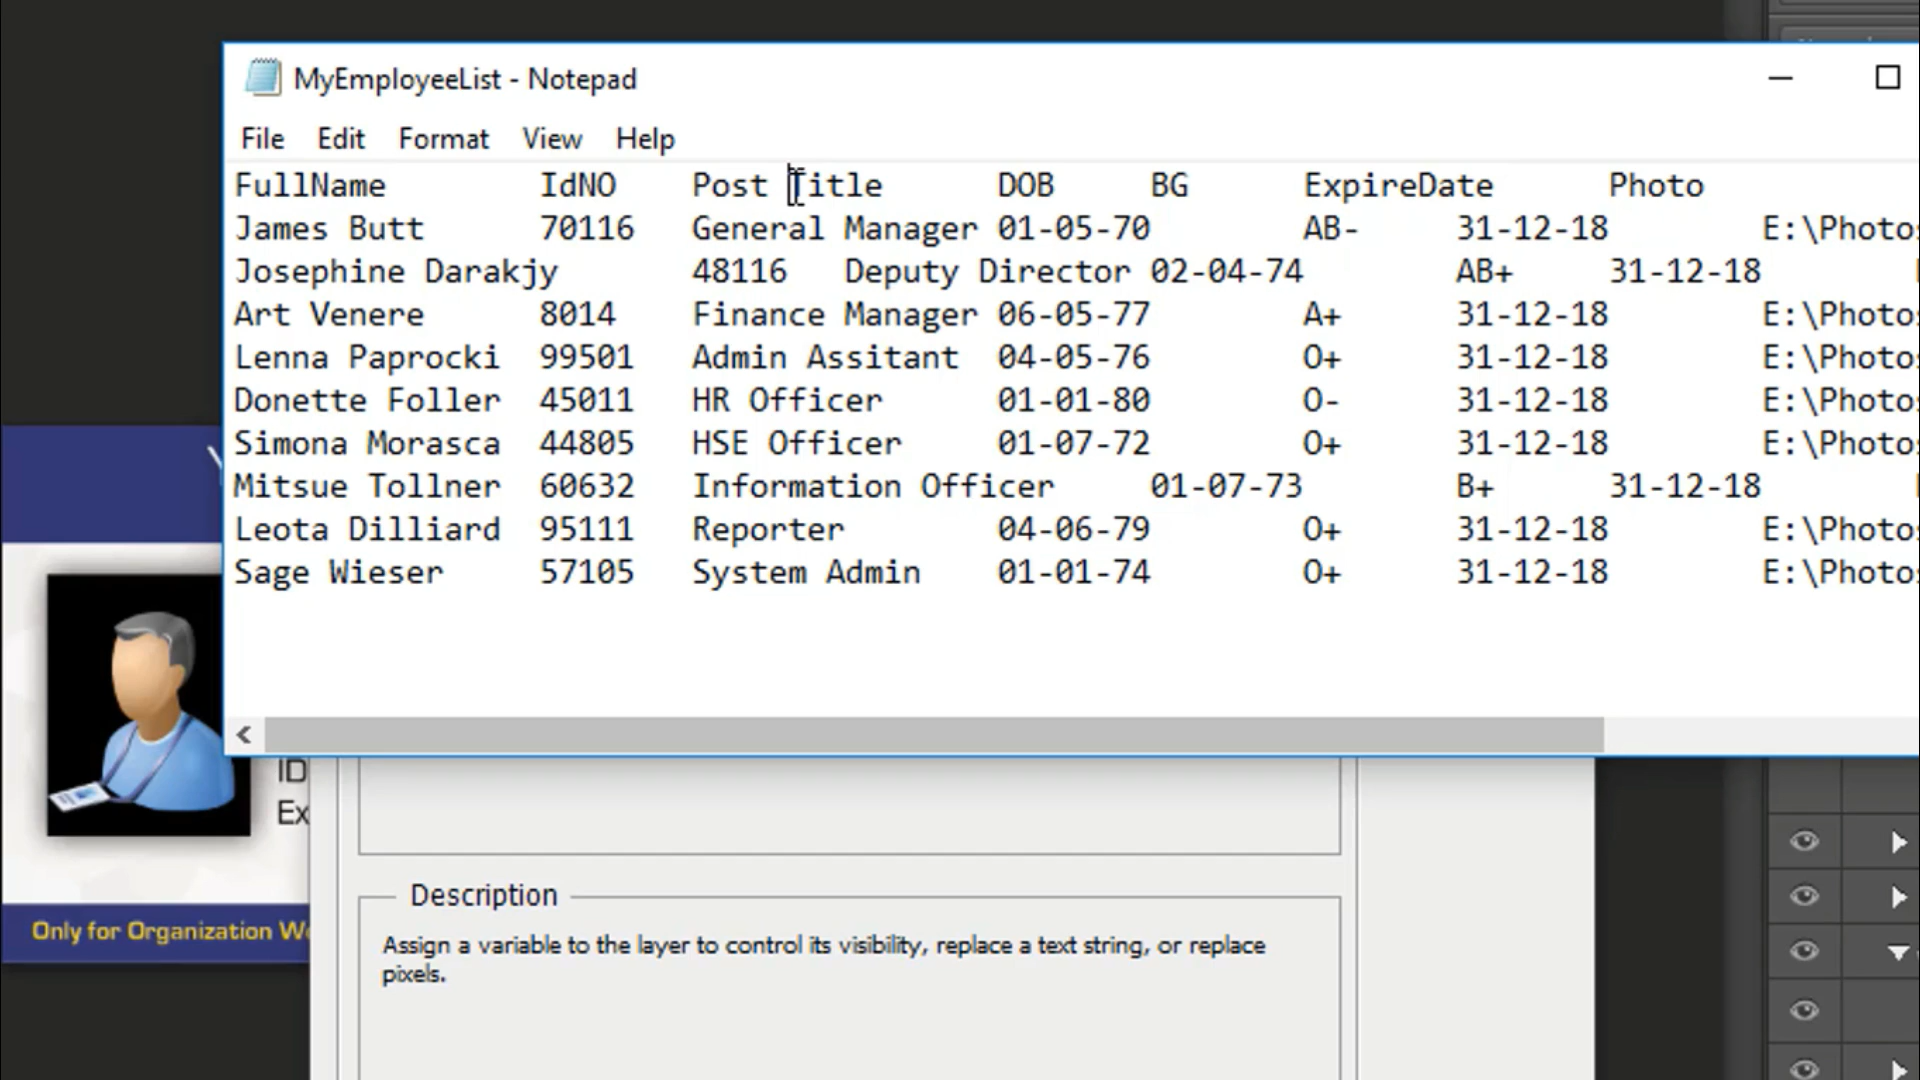 MyEmployeeList - Notepad
File Edit Format View Help
FullName IdNO Post Title DOB BG ExpireDate Photo
James Butt 70116 General Manager 01-05-70 AB- 31-12-18 E:\Photos
Josephine Darakjy 48116 Deputy Director 02-04-74 AB+ 31-12-18
Art Venere 8014 Finance Manager 06-05-77 A+ 31-12-18 E:\Photos
Lenna Paprocki 99501 Admin Assitant 04-05-76 O+ 31-12-18 E:\Photos
Donette Foller 45011 HR Officer 01-01-80 O- 31-12-18 E:\Photos
Simona Morasca 44805 HSE Officer 01-07-72 O+ 31-12-18 E:\Photos
Mitsue Tollner 60632 Information Officer 01-07-73 B+ 31-12-18
Leota Dilliard 95111 Reporter 04-06-79 O+ 31-12-18 E:\Photos
Sage Wieser 57105 System Admin 01-01-74 O+ 31-12-18 E:\Photos
ID
Ex
Only for Organization
Description
Assign a variable to the layer to control its visibility, replace a text string, or replace
pixels.